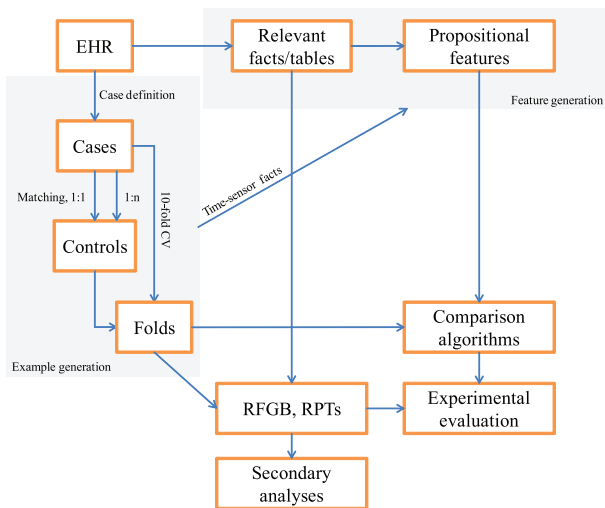 EHR
Relevant
facts/tables
Propositional
features
Case definition
Feature generation
Cases
Matching, 1:1
1:n
10-fold CV
Time-sensor facts
Controls
Folds
Comparison
algorithms
Example generation
RFGB, RPTs
Experimental
evaluation
Secondary
analyses